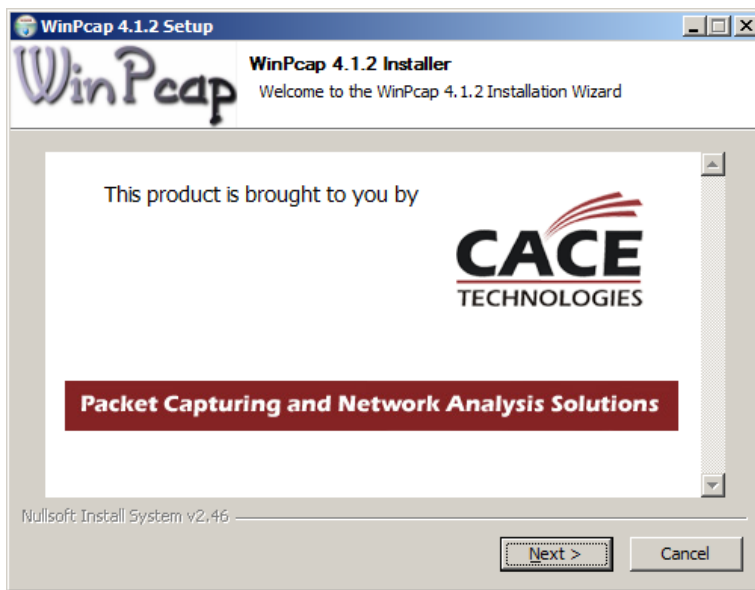 WinPcap 4.1.2 Setup
WinPcap
WinPcap 4.1.2 Installer
Welcome to the WinPcap 4.1.2 Installation Wizard
This product is brought to you by
CACE
TECHNOLOGIES
Packet Capturing and Network Analysis Solutions
Nullsoft Install System v2.46
Next >
Cancel